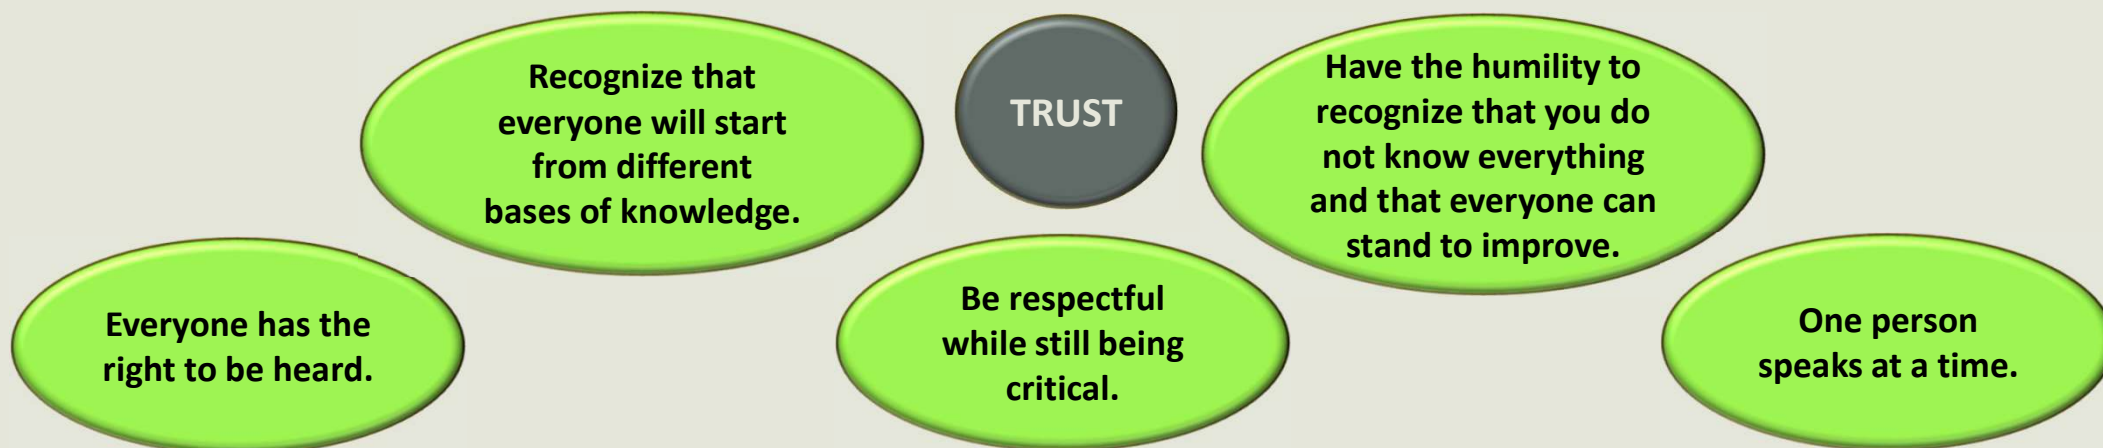 Recognize that
everyone will start
from different
bases of knowledge.
TRUST
Have the humility to
recognize that you do
not know everything
and that everyone can
stand to improve.
Everyone has the
right to be heard.
Be respectful
while still being
critical.
One person
speaks at a time.